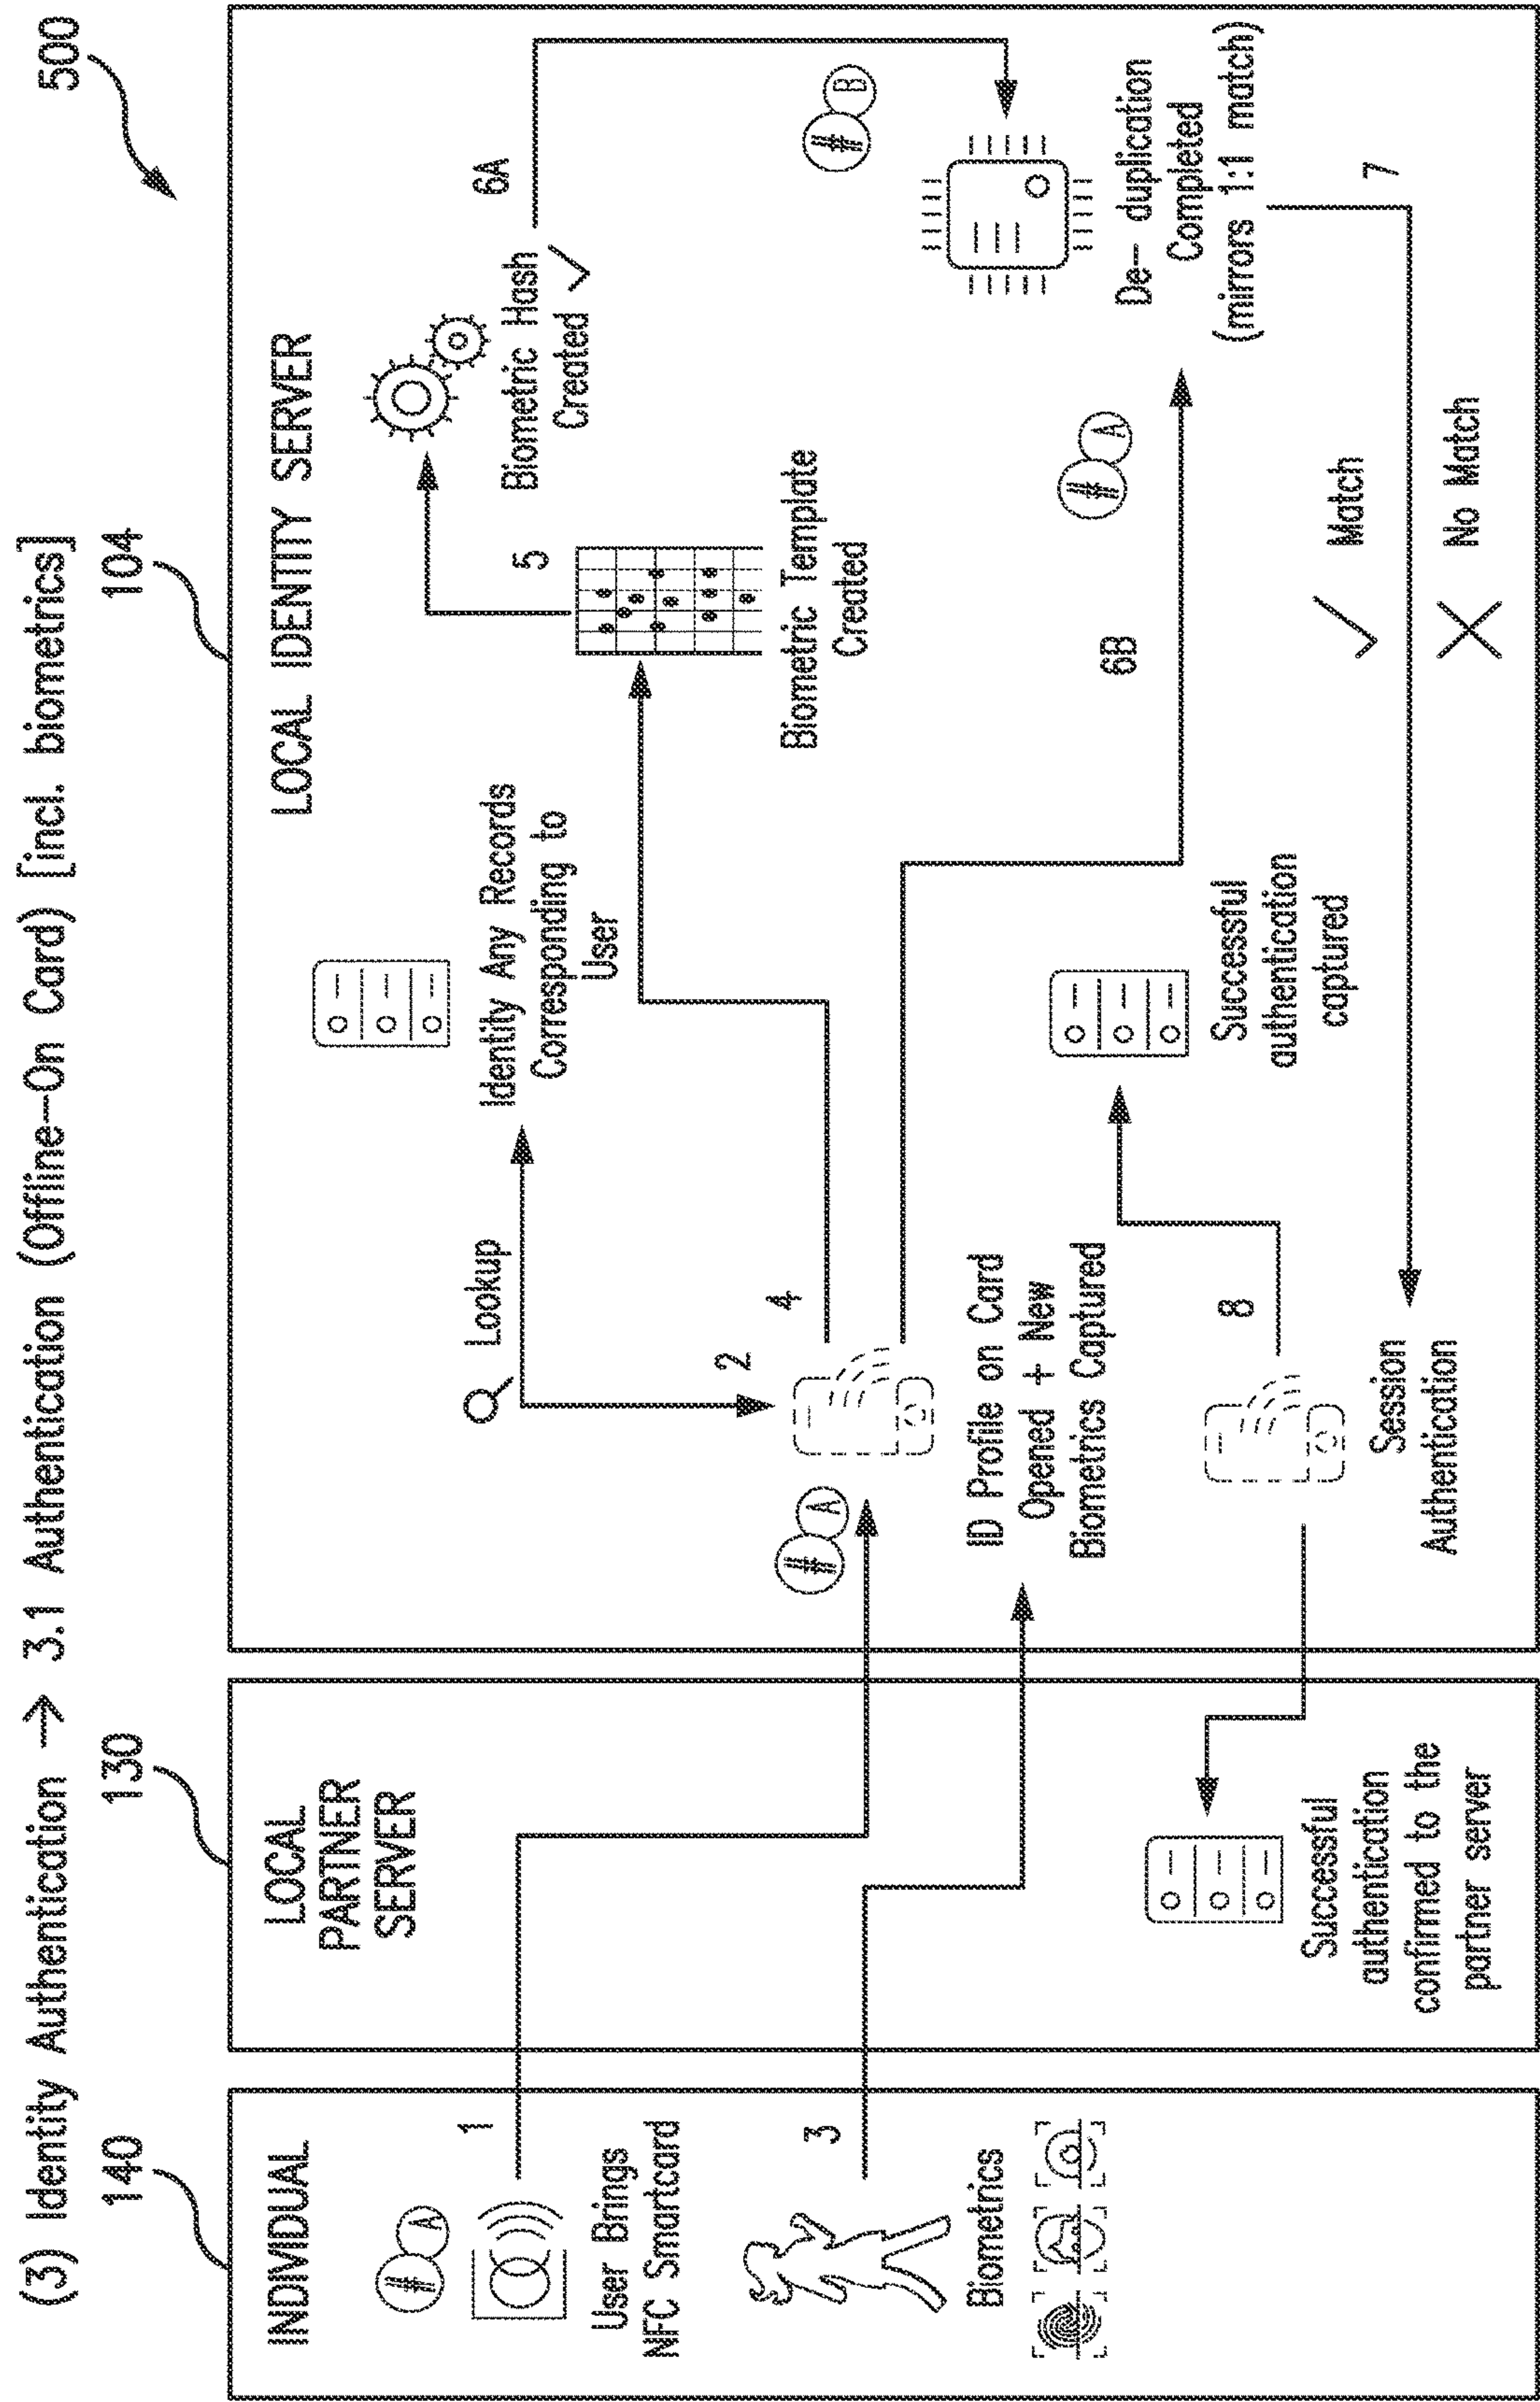 (3) Identity Authentication → 3.1 Authentication (Offline-On Card) [incl. biometrics]
500
140
130
104
INDIVIDUAL
# A
1
User Brings
NFC Smartcard
3
Biometrics
LOCAL
PARTNER
SERVER
Successful
authentication
confirmed to the
partner server
LOCAL IDENTITY SERVER
Lookup
2
Identity Any Records
Corresponding to
User
# A
4
ID Profile on Card
Opened + New
Biometrics Captured
5
Biometric Template
Created
Biometric Hash
Created ✓
6A
# B
6B
# A
De- duplication
Completed
(mirrors 1:1 match)
7
✓ Match
X No Match
8
Session
Authentication
Successful
authentication
captured